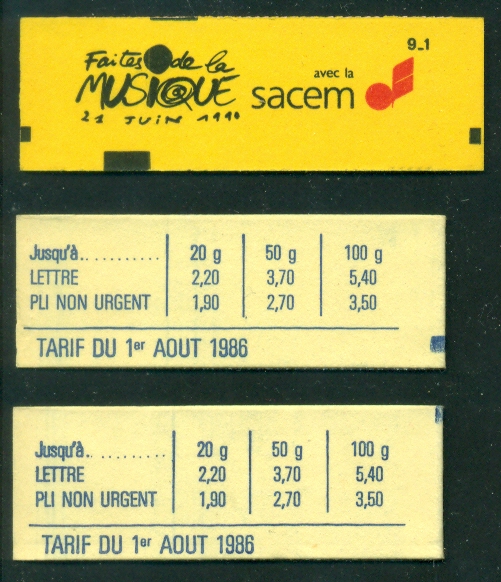 Faites de la
MUSIQUE
21 JUIN 1990
avec la
sacem
9_1
Jusqu'à........... 20 g 50 g 100 g
LETTRE 2,20 3,70 5,40
PLI NON URGENT 1,90 2,70 3,50
TARIF DU 1er AOUT 1986
Jusqu'à.......... 20 g 50 g 100 g
LETTRE 2,20 3,70 5,40
PLI NON URGENT 1,90 2,70 3,50
TARIF DU 1er AOUT 1986